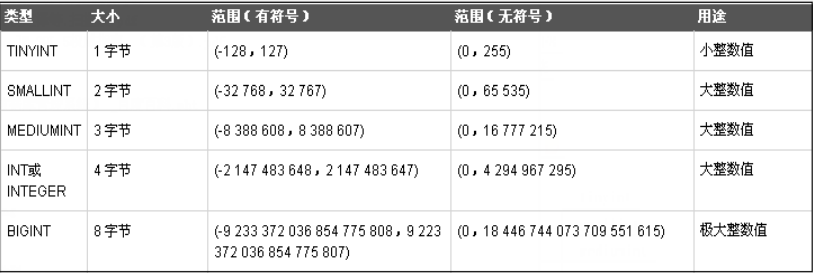 类型 大小 范围(有符号) 范围(无符号) 用途
TINYINT 1 字节 (-128，127) (0，255) 小整数值
SMALLINT 2 字节 (-32 768，32 767) (0，65 535) 大整数值
MEDIUMINT 3 字节 (-8 388 608，8 388 607) (0，16 777 215) 大整数值
INT或 4 字节 (-2 147 483 648，2 147 483 647) (0，4 294 967 295) 大整数值
INTEGER
BIGINT 8 字节 (-9 233 372 036 854 775 808，9 223 (0，18 446 744 073 709 551 615) 极大整数值
372 036 854 775 807)